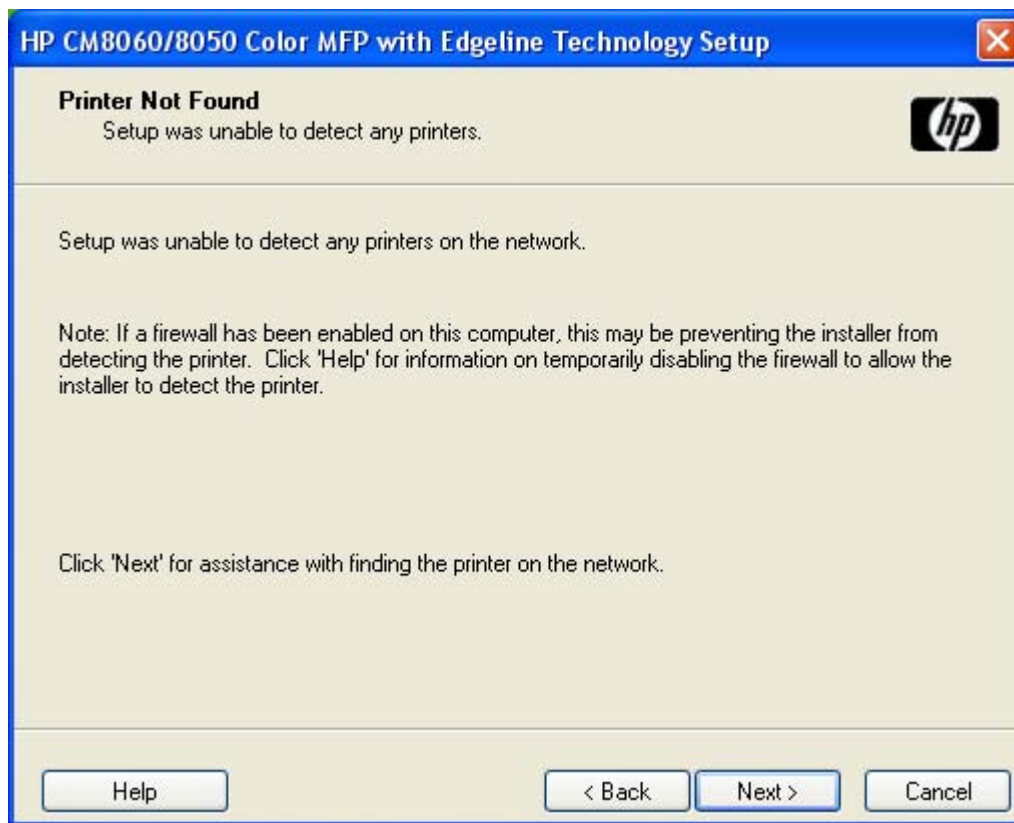 HP CM8060/8050 Color MFP with Edgeline Technology Setup
Printer Not Found
Setup was unable to detect any printers.
hp
Setup was unable to detect any printers on the network.
Note: If a firewall has been enabled on this computer, this may be preventing the installer from
detecting the printer.  Click 'Help' for information on temporarily disabling the firewall to allow the
installer to detect the printer.
Click 'Next' for assistance with finding the printer on the network.
Help
< Back
Next >
Cancel